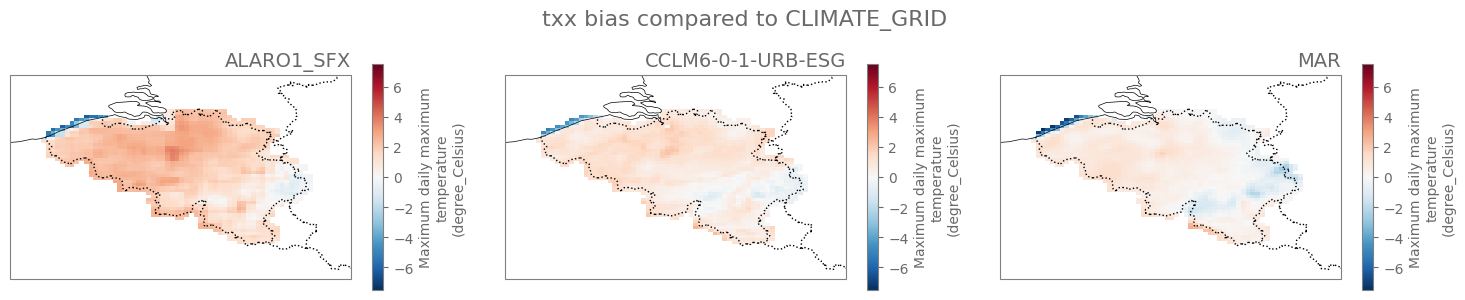 txx bias compared to CLIMATE_GRID
ALARO1_SFX
6
4
2
0
−2
−4
−6
Maximum daily maximum
temperature
(degree_Celsius)
CCLM6-0-1-URB-ESG
6
4
2
0
−2
−4
−6
Maximum daily maximum
temperature
(degree_Celsius)
MAR
6
4
2
0
−2
−4
−6
Maximum daily maximum
temperature
(degree_Celsius)